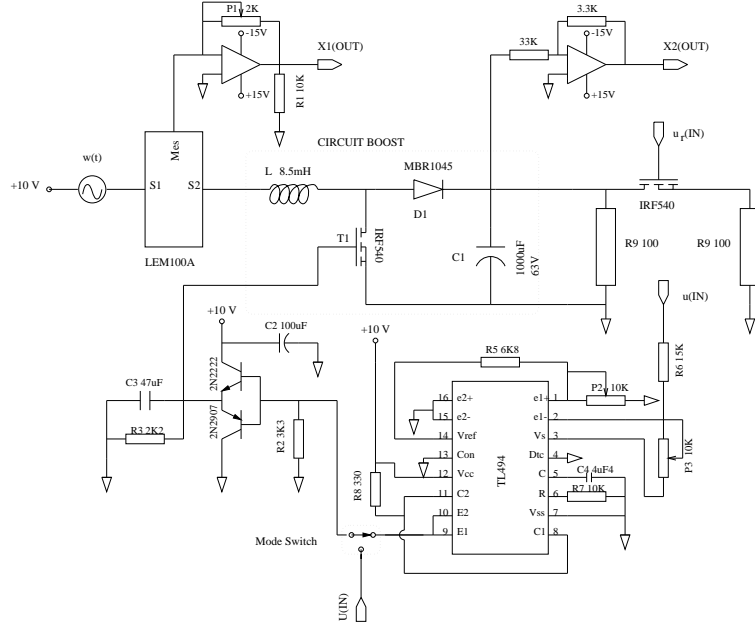 P1 2K
-15V
+15V
X1(OUT)
R1 10K
3.3K
33K
+15V
-15V
X2(OUT)
CIRCUIT BOOST
w(t)
+10 V
S1
Mes
S2
LEM100A
L 8.5mH
MBR1045
D1
T1
IRF540
C1
1000uF
63V
u_r(IN)
IRF540
R9 100
R9 100
u(IN)
+10 V
C2 100uF
2N2222
2N2907
C3 47uF
R3 2K2
R2 3K3
+10 V
R5 6K8
R8 330
P2 10K
R6 15K
P3 10K
C4 4uF4
R7 10K
TL494
16 e2+ e1+ 1
15 e2- e1- 2
14 Vref Vs 3
13 Con Dtc 4
12 Vcc C 5
11 C2 R 6
10 E2 Vss 7
9 E1 C1 8
Mode Switch
U(IN)